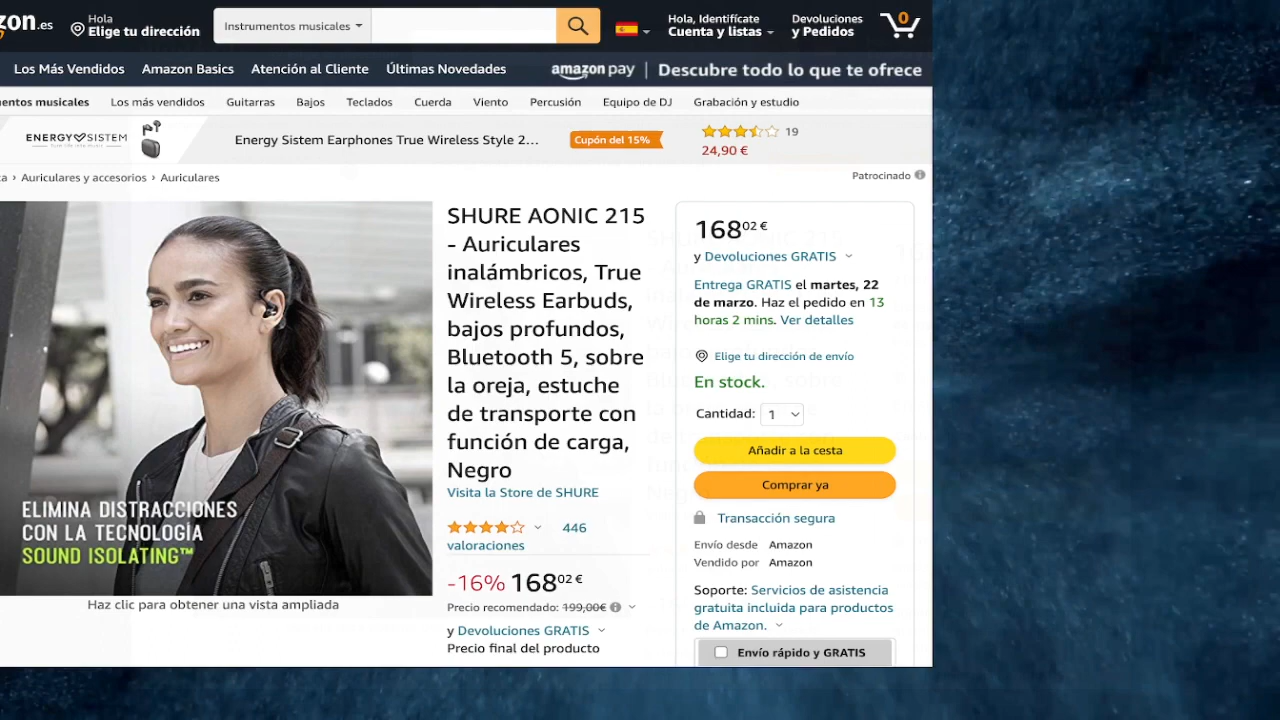 zon.es
Hola
Elige tu dirección
Instrumentos musicales
Hola, Identifícate
Cuenta y listas
Devoluciones
y Pedidos
0
Los Más Vendidos Amazon Basics Atención al Cliente Últimas Novedades
amazon pay | Descubre todo lo que te ofrece
entos musicales Los más vendidos Guitarras Bajos Teclados Cuerda Viento Percusión Equipo de DJ Grabación y estudio
ENERGY SISTEM
Energy Sistem Earphones True Wireless Style 2...
Cupón del 15%
19
24,90 €
ca › Auriculares y accesorios › Auriculares
Patrocinado
ELIMINA DISTRACCIONES
CON LA TECNOLOGÍA
SOUND ISOLATING™
Haz clic para obtener una vista ampliada
SHURE AONIC 215
- Auriculares
inalámbricos, True
Wireless Earbuds,
bajos profundos,
Bluetooth 5, sobre
la oreja, estuche
de transporte con
función de carga,
Negro
Visita la Store de SHURE
446
valoraciones
-16% 16802 €
Precio recomendado: 199,00€
y Devoluciones GRATIS
Precio final del producto
16802 €
y Devoluciones GRATIS
Entrega GRATIS el martes, 22
de marzo. Haz el pedido en 13
horas 2 mins. Ver detalles
Elige tu dirección de envío
En stock.
Cantidad: 1
Añadir a la cesta
Comprar ya
Transacción segura
Envío desde Amazon
Vendido por Amazon
Soporte: Servicios de asistencia
gratuita incluida para productos
de Amazon.
Envío rápido y GRATIS